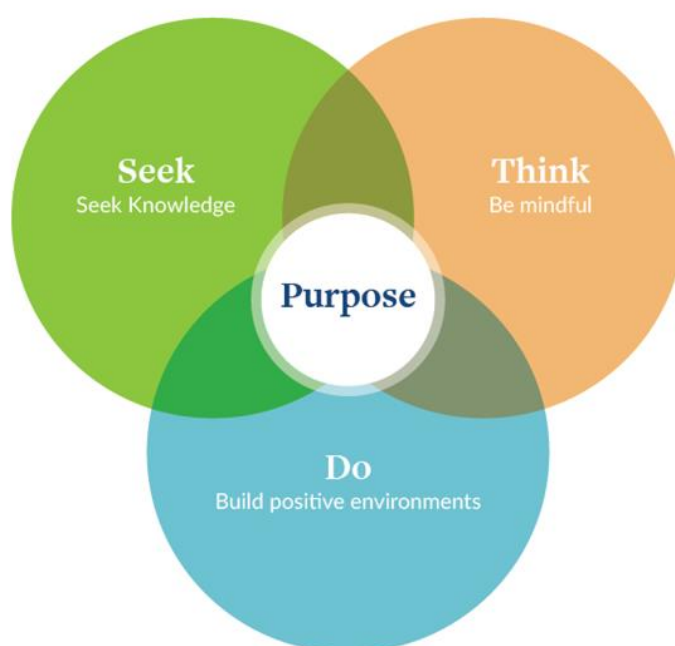 Seek
Seek Knowledge
Think
Be mindful
Purpose
Do
Build positive environments